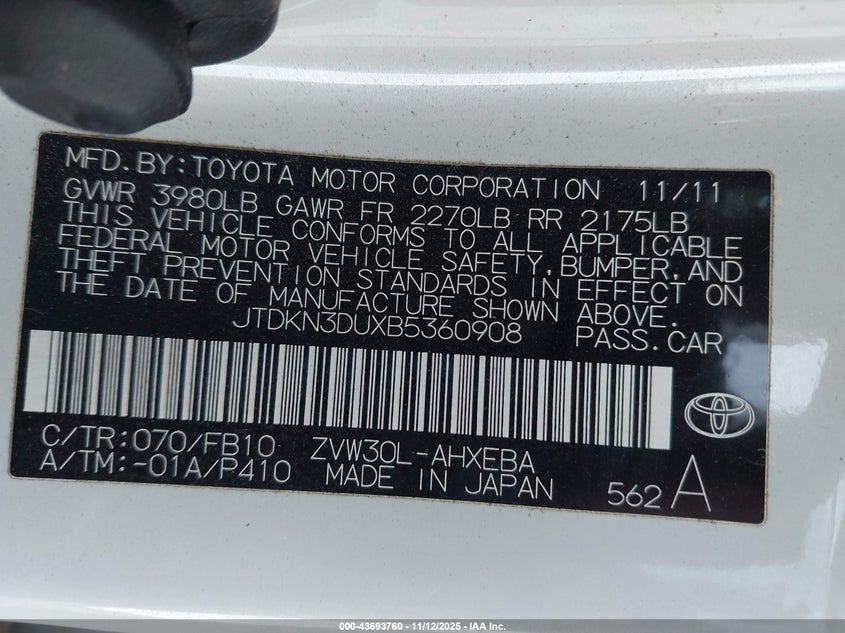 MFD.BY:TOYOTA MOTOR CORPORATION 11/11
GVWR 3980LB GAWR FR 2270LB RR 2175LB
THIS VEHICLE CONFORMS TO ALL APPLICABLE
FEDERAL MOTOR VEHICLE SAFETY,BUMPER,AND
THEFT PREVENTION STANDARDS IN EFFECT ON
THE DATE OF MANUFACTURE SHOWN ABOVE.
JTDKN3DUXB5360908 PASS.CAR
C/TR:070/FB10 ZVW30L-AHXEBA
A/TM:-01A/P410 MADE IN JAPAN
562 A
000-43693760 - 11/12/2025 - IAA Inc.